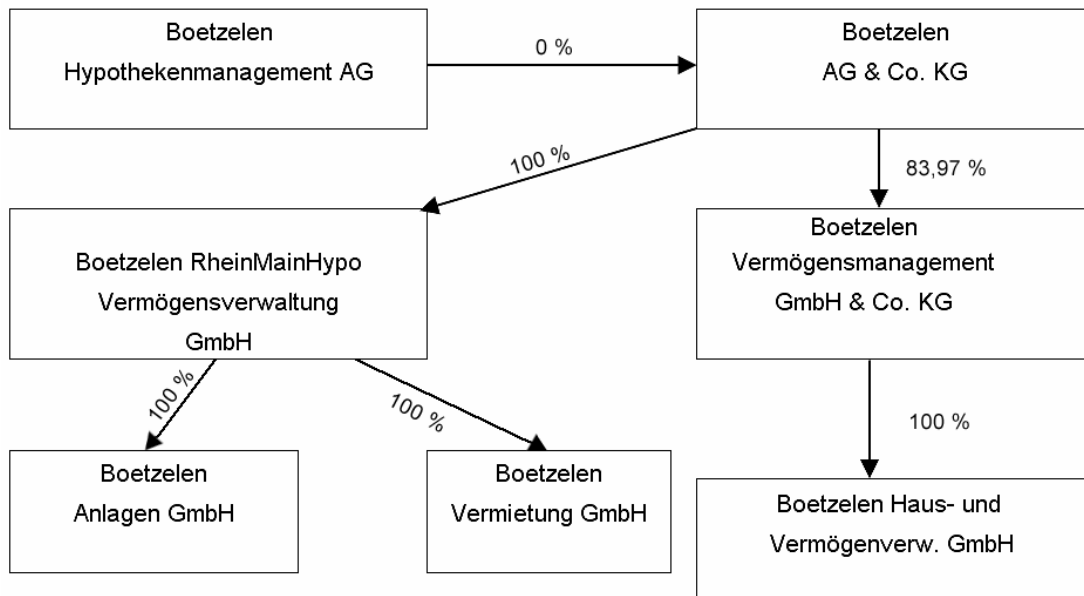 Boetzelen
Hypothekenmanagement AG
0 %
Boetzelen
AG & Co. KG
100 %
83,97 %
Boetzelen RheinMainHypo
Vermögensverwaltung
GmbH
Boetzelen
Vermögensmanagement
GmbH & Co. KG
100 %
100 %
100 %
Boetzelen
Anlagen GmbH
Boetzelen
Vermietung GmbH
Boetzelen Haus- und
Vermögenverw. GmbH